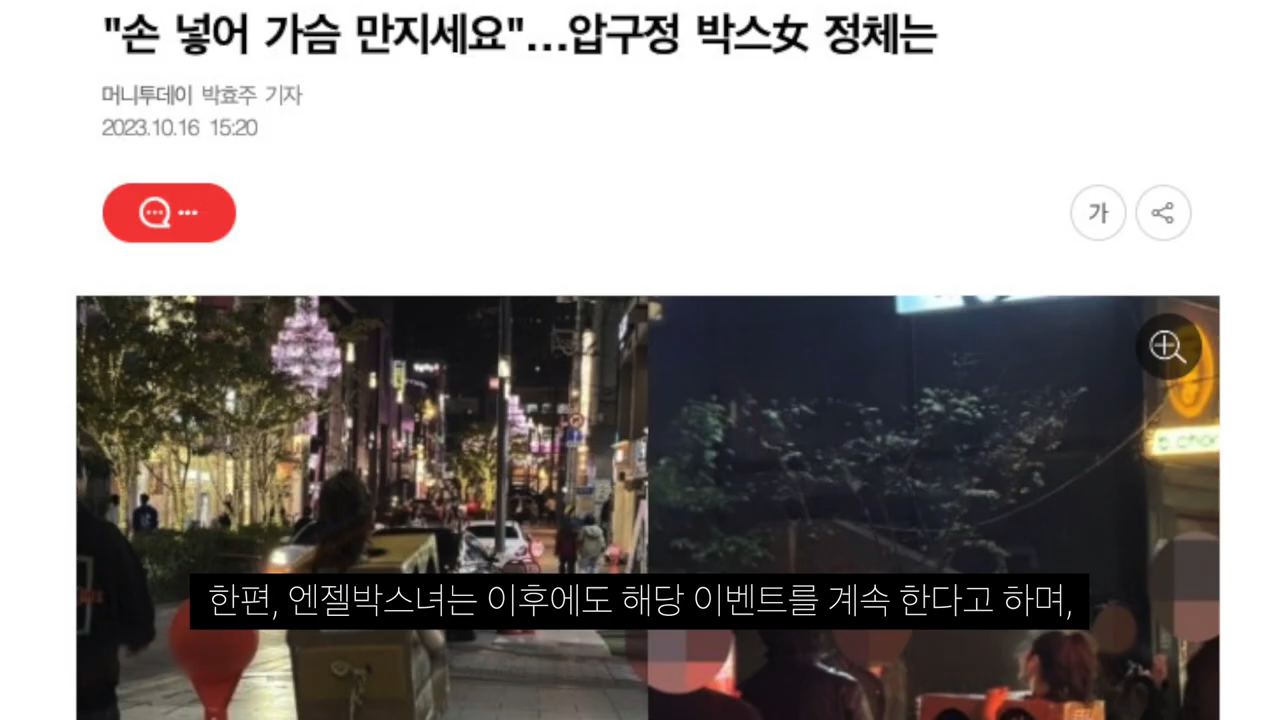 "손 넣어 가슴 만지세요"...압구정 박스女 정체는
머니투데이 박효주 기자
2023.10.16 15:20
가
한편, 엔젤박스녀는 이후에도 해당 이벤트를 계속 한다고 하며,